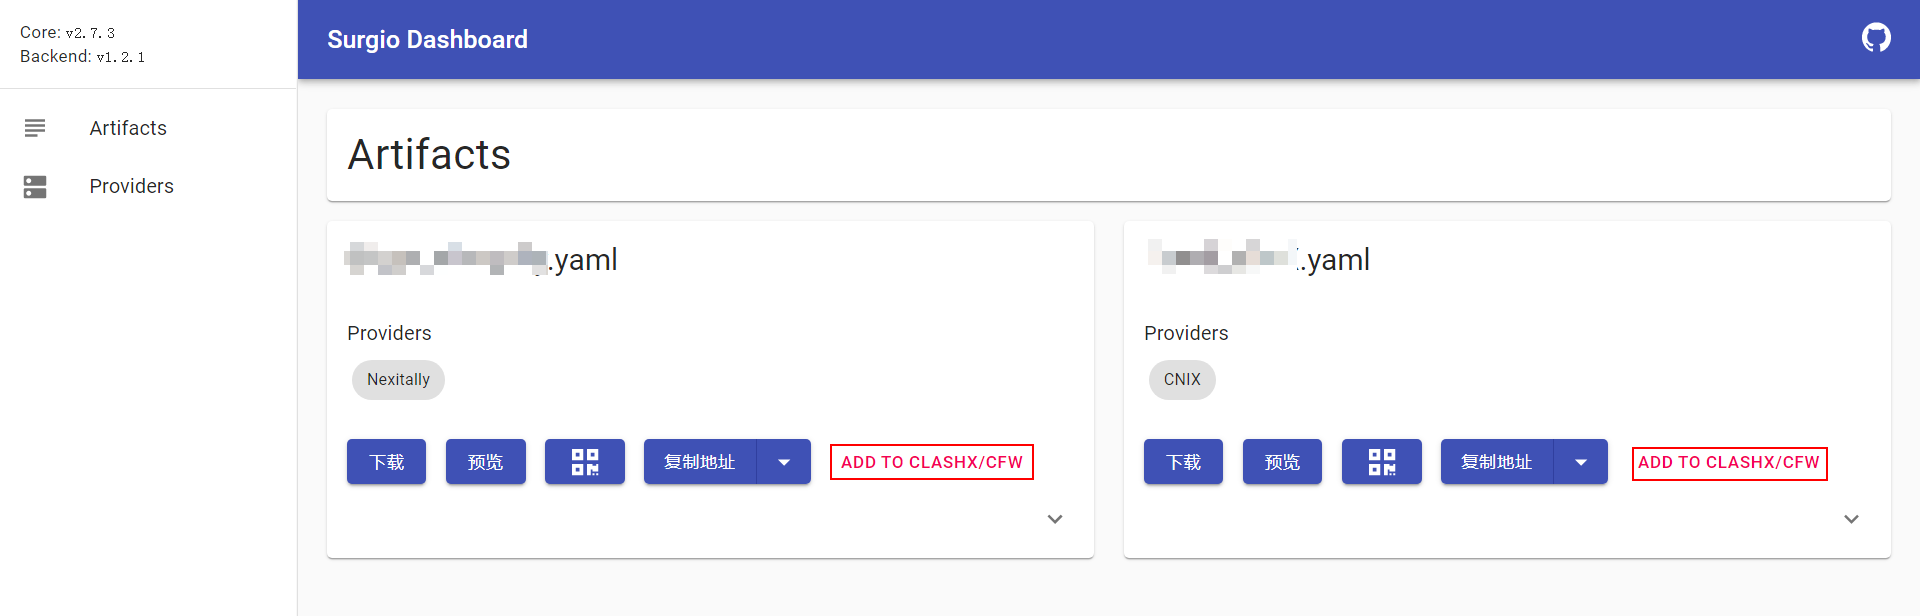 Core: v2.7.3
Backend: v1.2.1
Artifacts
Providers
Surgio Dashboard
Artifacts
.yaml
Providers
Nexitally
下载
预览
复制地址
ADD TO CLASHX/CFW
.yaml
Providers
CNIX
下载
预览
复制地址
ADD TO CLASHX/CFW